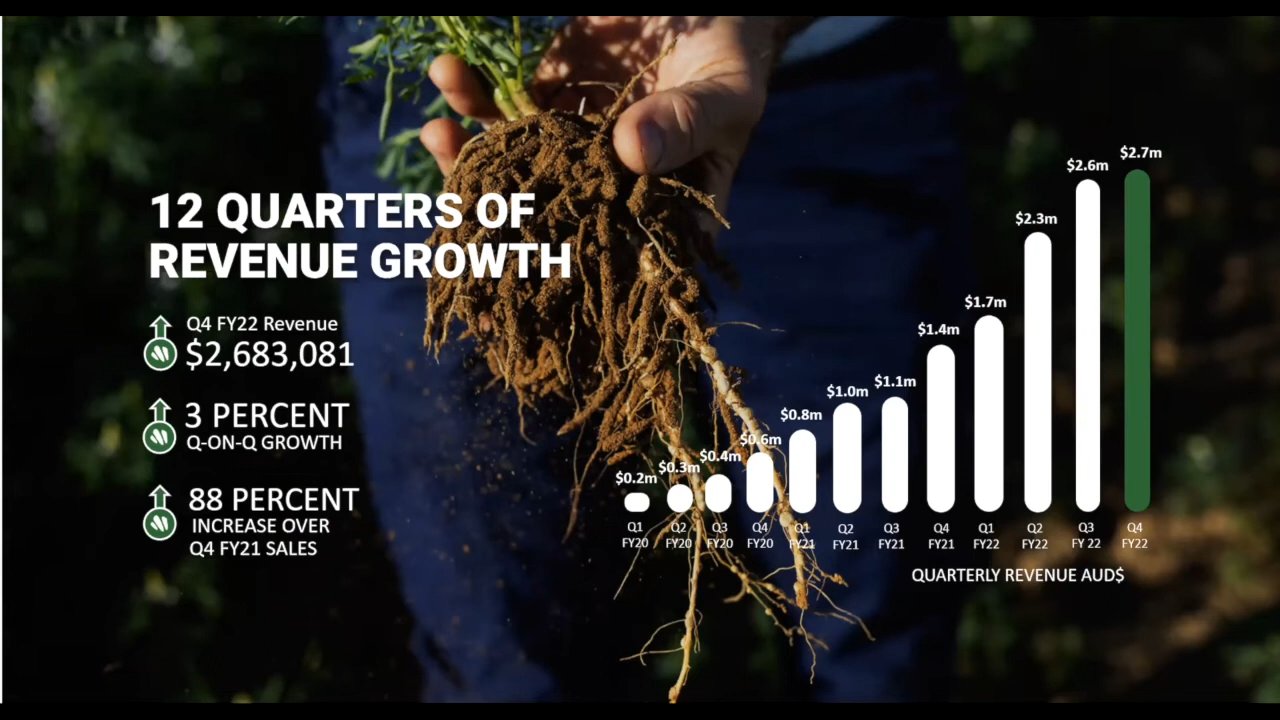 12 QUARTERS OF
REVENUE GROWTH
Q4 FY22 Revenue
$2,683,081
3 PERCENT
Q-ON-Q GROWTH
88 PERCENT
INCREASE OVER
Q4 FY21 SALES
$0.2m
$0.3m
$0.4m
$0.6m
$0.8m
$1.0m
$1.1m
$1.4m
$1.7m
$2.3m
$2.6m
$2.7m
Q1
FY20
Q2
FY20
Q3
FY20
Q4
FY20
Q1
FY21
Q2
FY21
Q3
FY21
Q4
FY21
Q1
FY22
Q2
FY22
Q3
FY 22
Q4
FY22
QUARTERLY REVENUE AUD$